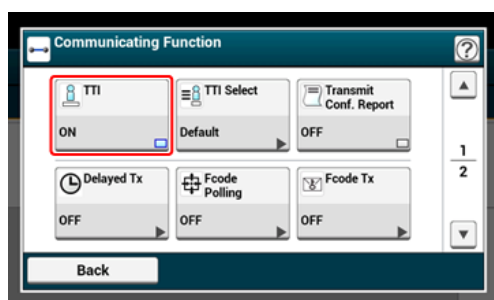 Communicating Function
?
TTI
ON
TTI Select
Default
Transmit
Conf. Report
OFF
1
2
Delayed Tx
OFF
Fcode
Polling
OFF
Fcode Tx
OFF
Back